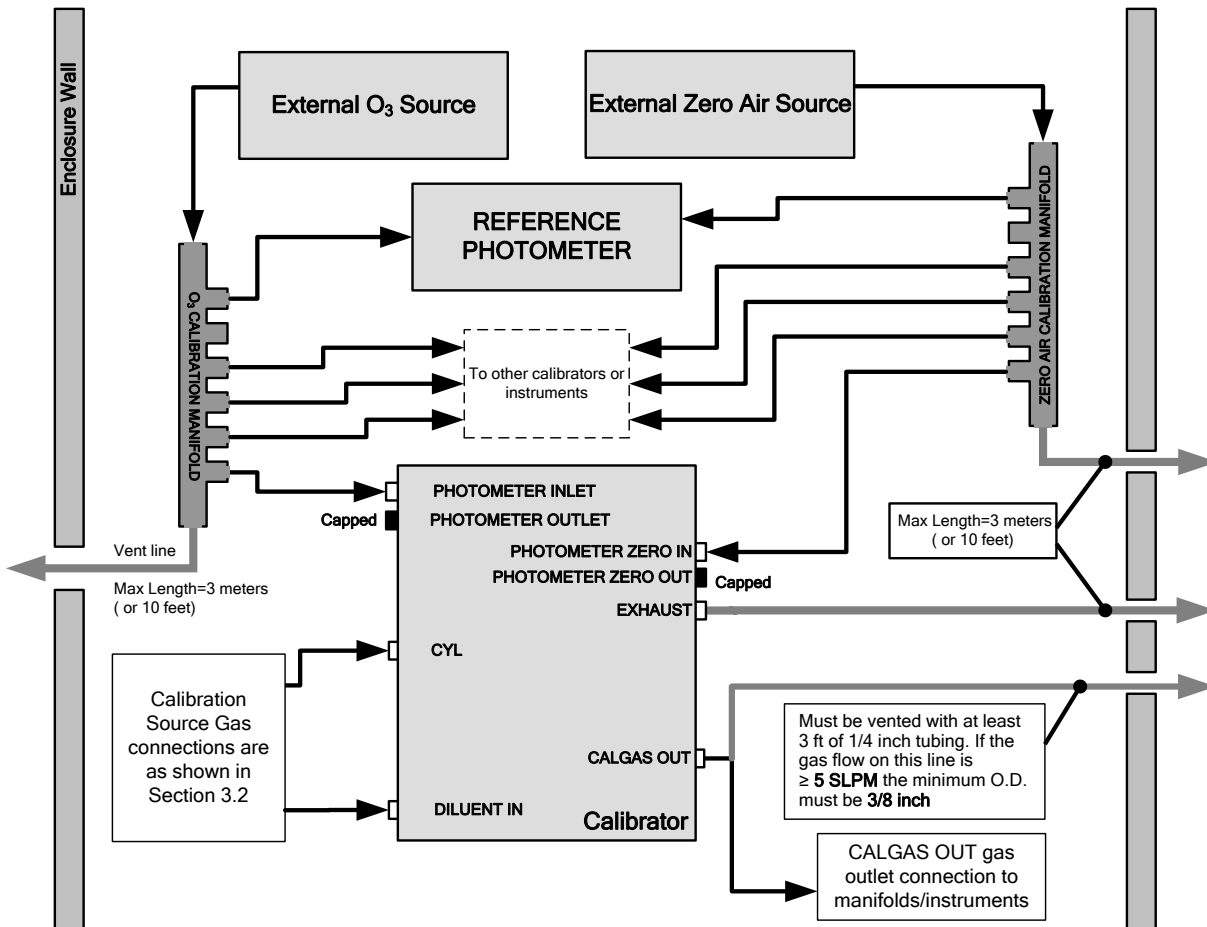 Enclosure Wall
External O₃ Source
External Zero Air Source
REFERENCE
PHOTOMETER
O₃ CALIBRATION MANIFOLD
ZERO AIR CALIBRATION MANIFOLD
To other calibrators or
instruments
PHOTOMETER INLET
Capped
PHOTOMETER OUTLET
PHOTOMETER ZERO IN
PHOTOMETER ZERO OUT
Capped
EXHAUST
Max Length=3 meters
( or 10 feet)
Vent line
Max Length=3 meters
( or 10 feet)
CYL
Calibration
Source Gas
connections are
as shown in
Section 3.2
CALGAS OUT
DILUENT IN
Calibrator
Must be vented with at least
3 ft of 1/4 inch tubing. If the
gas flow on this line is
≥ 5 SLPM the minimum O.D.
must be 3/8 inch
CALGAS OUT gas
outlet connection to
manifolds/instruments